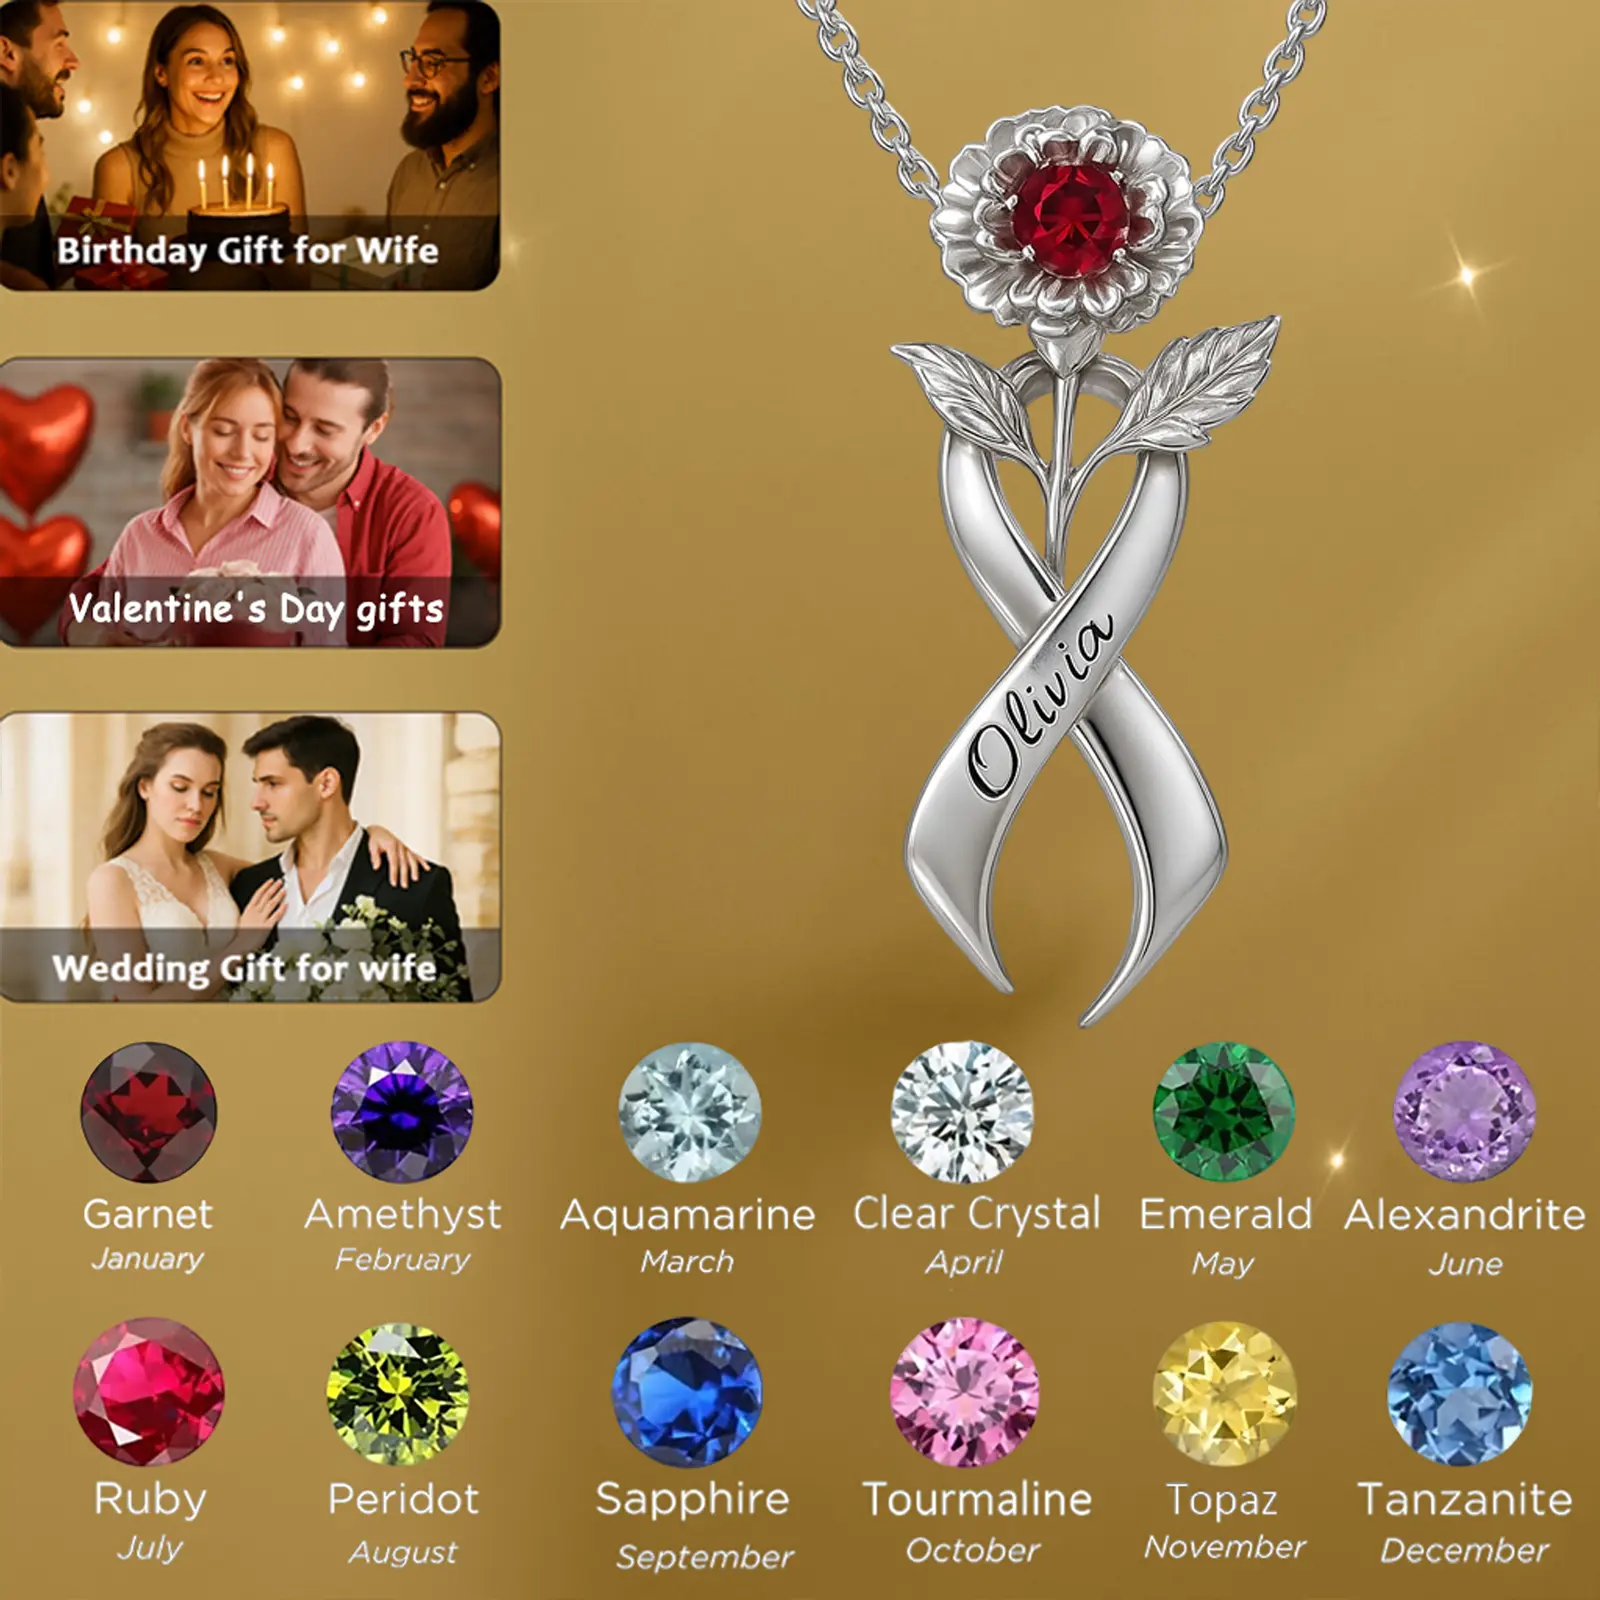 Birthday Gift for Wife
Valentine's Day gifts
Wedding Gift for wife
Olivia
Garnet
January
Amethyst
February
Aquamarine
March
Clear Crystal
April
Emerald
May
Alexandrite
June
Ruby
July
Peridot
August
Sapphire
September
Tourmaline
October
Topaz
November
Tanzanite
December